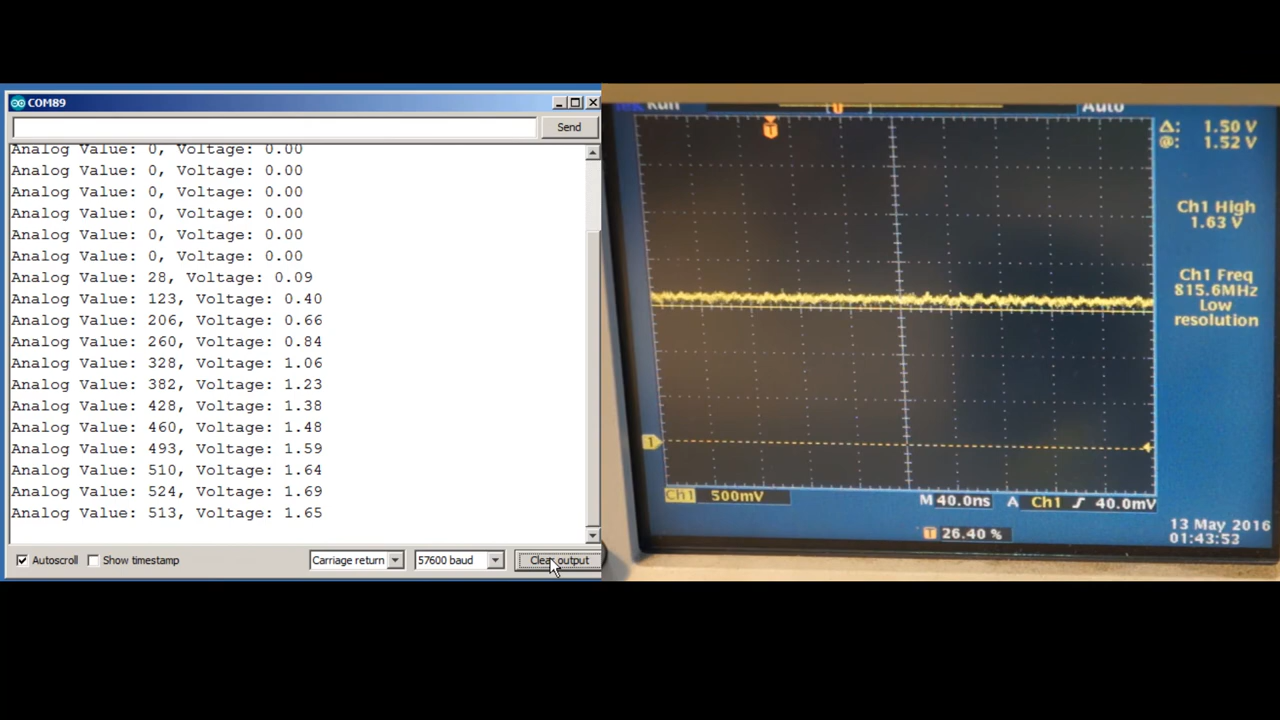 COM89
Send
Analog Value: 0, Voltage: 0.00
Analog Value: 0, Voltage: 0.00
Analog Value: 0, Voltage: 0.00
Analog Value: 0, Voltage: 0.00
Analog Value: 0, Voltage: 0.00
Analog Value: 0, Voltage: 0.00
Analog Value: 28, Voltage: 0.09
Analog Value: 123, Voltage: 0.40
Analog Value: 206, Voltage: 0.66
Analog Value: 260, Voltage: 0.84
Analog Value: 328, Voltage: 1.06
Analog Value: 382, Voltage: 1.23
Analog Value: 428, Voltage: 1.38
Analog Value: 460, Voltage: 1.48
Analog Value: 493, Voltage: 1.59
Analog Value: 510, Voltage: 1.64
Analog Value: 524, Voltage: 1.69
Analog Value: 513, Voltage: 1.65
Autoscroll Show timestamp Carriage return 57600 baud Clear output
Tek Run Auto
T
Δ: 1.50 V
@: 1.52 V
Ch1 High
1.63 V
Ch1 Freq
815.6MHz
Low
resolution
1
Ch1 500mV M 40.0ns A Ch1 40.0mV
T 26.40 %
13 May 2016
01:43:53